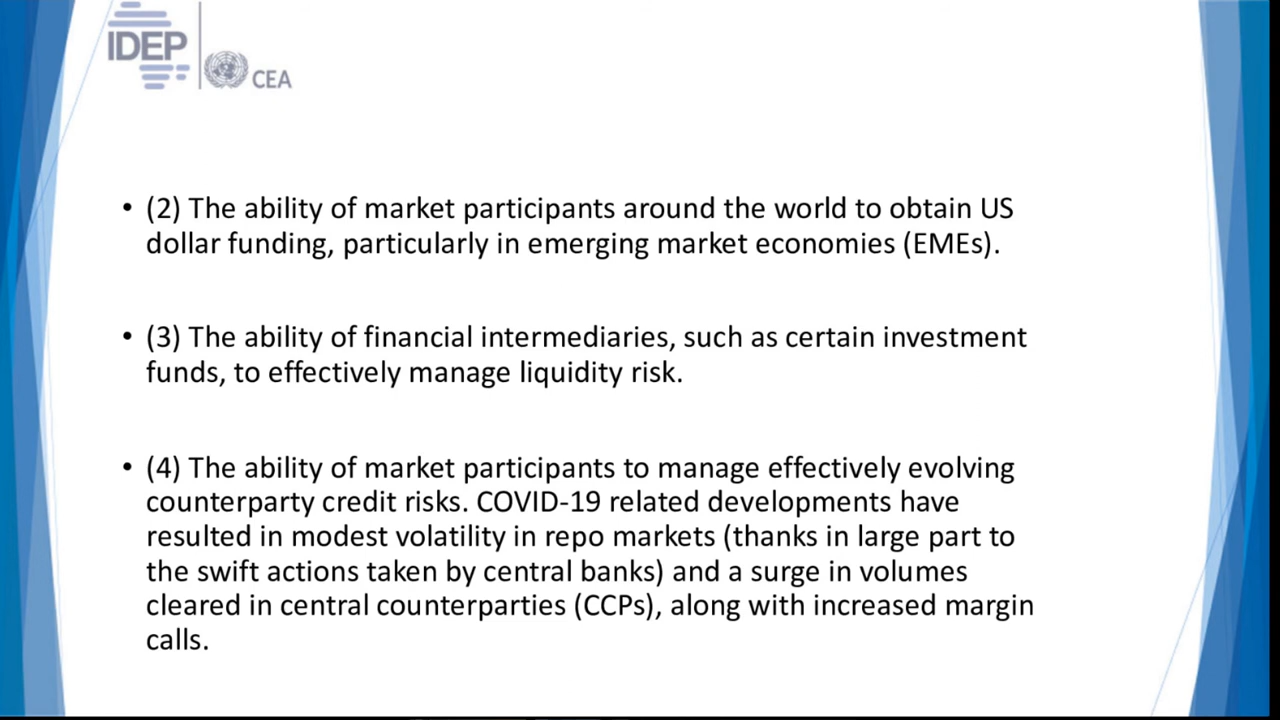 IDEP
CEA
• (2) The ability of market participants around the world to obtain US
dollar funding, particularly in emerging market economies (EMEs).
• (3) The ability of financial intermediaries, such as certain investment
funds, to effectively manage liquidity risk.
• (4) The ability of market participants to manage effectively evolving
counterparty credit risks. COVID-19 related developments have
resulted in modest volatility in repo markets (thanks in large part to
the swift actions taken by central banks) and a surge in volumes
cleared in central counterparties (CCPs), along with increased margin
calls.